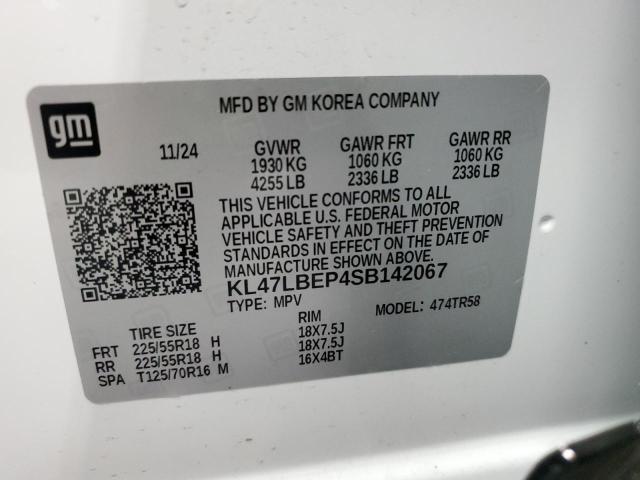 MFD BY GM KOREA COMPANY
gm
11/24 GVWR GAWR FRT GAWR RR
1930 KG 1060 KG 1060 KG
4255 LB 2336 LB 2336 LB
THIS VEHICLE CONFORMS TO ALL
APPLICABLE U.S. FEDERAL MOTOR
VEHICLE SAFETY AND THEFT PREVENTION
STANDARDS IN EFFECT ON THE DATE OF
MANUFACTURE SHOWN ABOVE.
KL47LBEP4SB142067
TYPE: MPV MODEL: 474TR58
TIRE SIZE RIM
FRT 225/55R18 H 18X7.5J
RR 225/55R18 H 18X7.5J
SPA T125/70R16 M 16X4BT